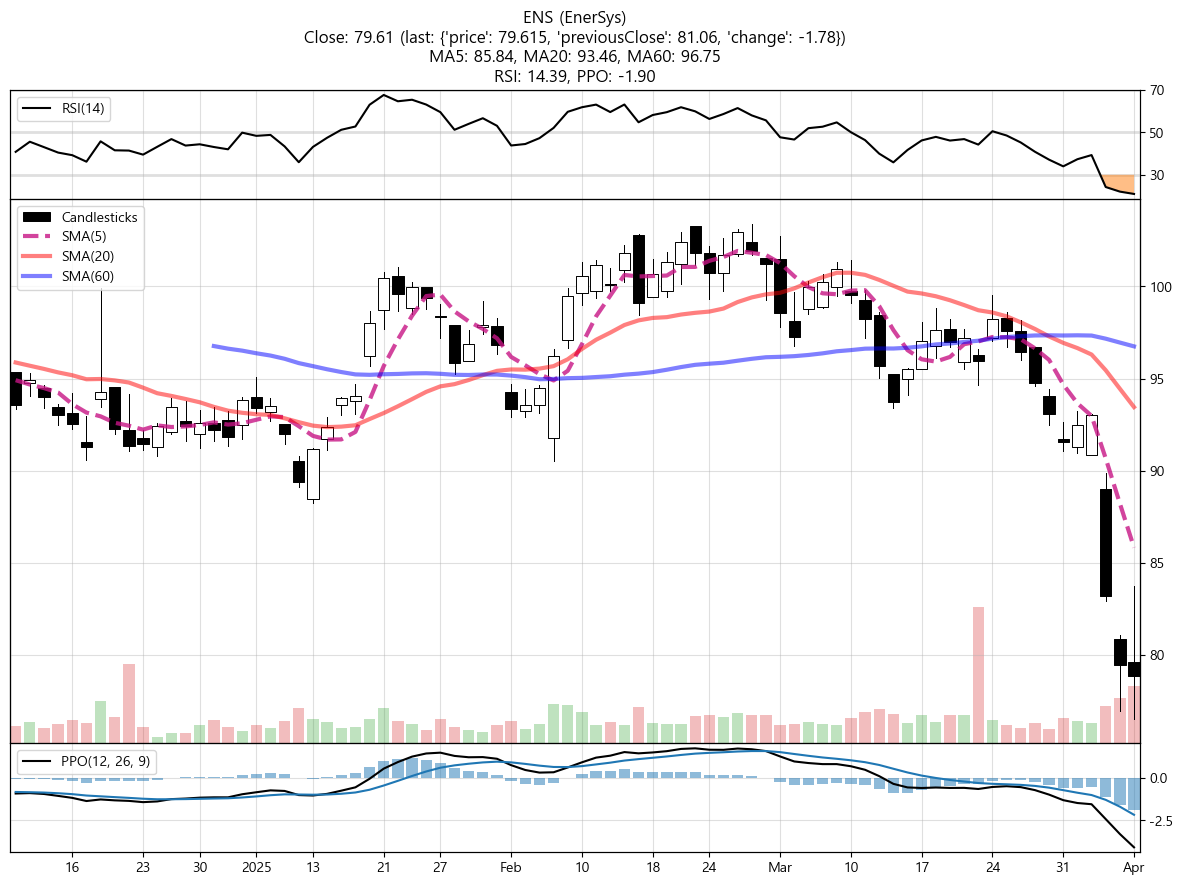 ENS (EnerSys)
Close: 79.61 (last: {'price': 79.615, 'previousClose': 81.06, 'change': -1.78})
MA5: 85.84, MA20: 93.46, MA60: 96.75
RSI: 14.39, PPO: -1.90
RSI(14)
70
50
30
Candlesticks
SMA(5)
SMA(20)
SMA(60)
100
95
90
85
80
PPO(12, 26, 9)
0.0
-2.5
16 23 30 2025 13 21 27 Feb 10 18 24 Mar 10 17 24 31 Apr